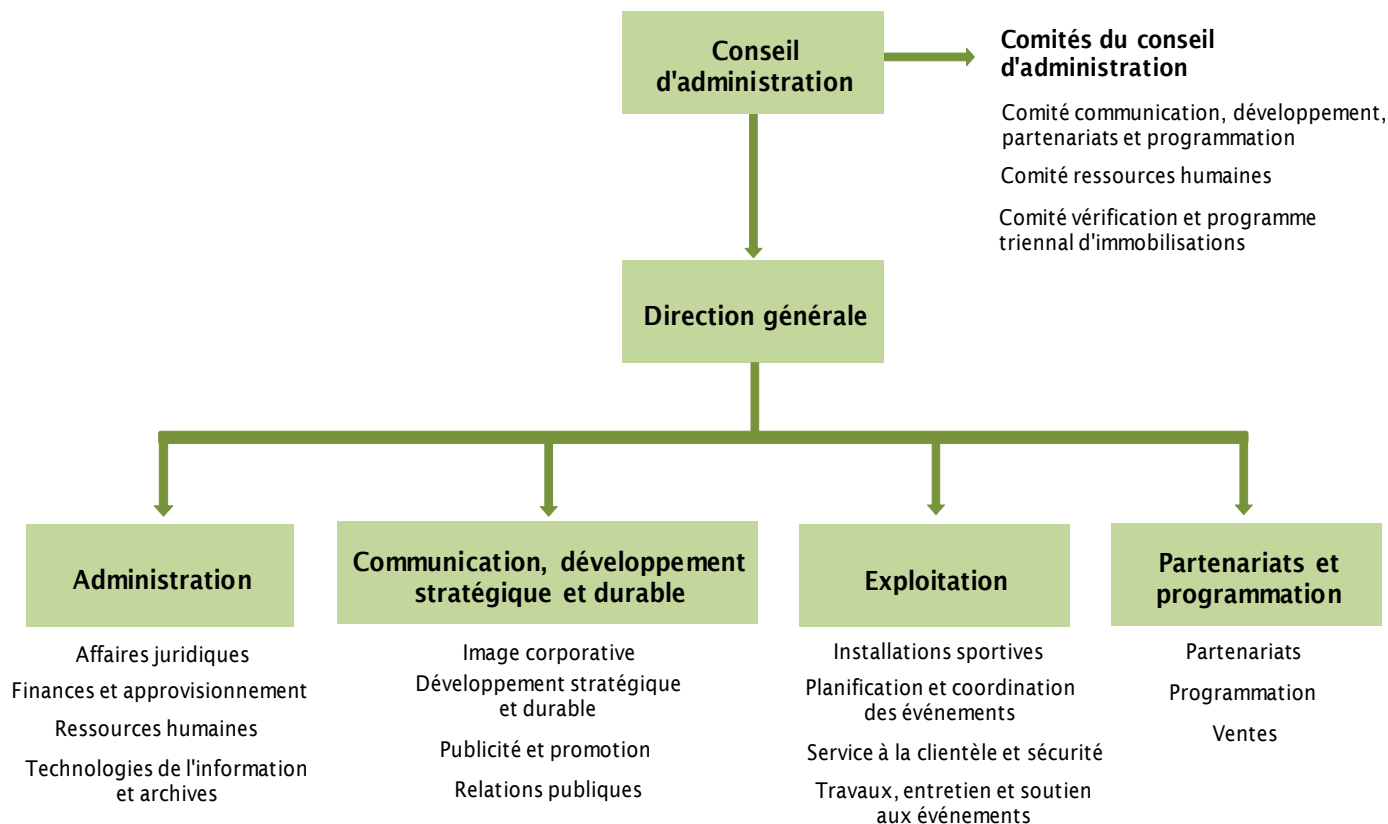 Conseil
d'administration
Comités du conseil
d'administration
Comité communication, développement,
partenariats et programmation
Comité ressources humaines
Comité vérification et programme
triennal d'immobilisations
Direction générale
Administration
Affaires juridiques
Finances et approvisionnement
Ressources humaines
Technologies de l'information
et archives
Communication, développement
stratégique et durable
Image corporative
Développement stratégique
et durable
Publicité et promotion
Relations publiques
Exploitation
Installations sportives
Planification et coordination
des événements
Service à la clientèle et sécurité
Travaux, entretien et soutien
aux événements
Partenariats et
programmation
Partenariats
Programmation
Ventes